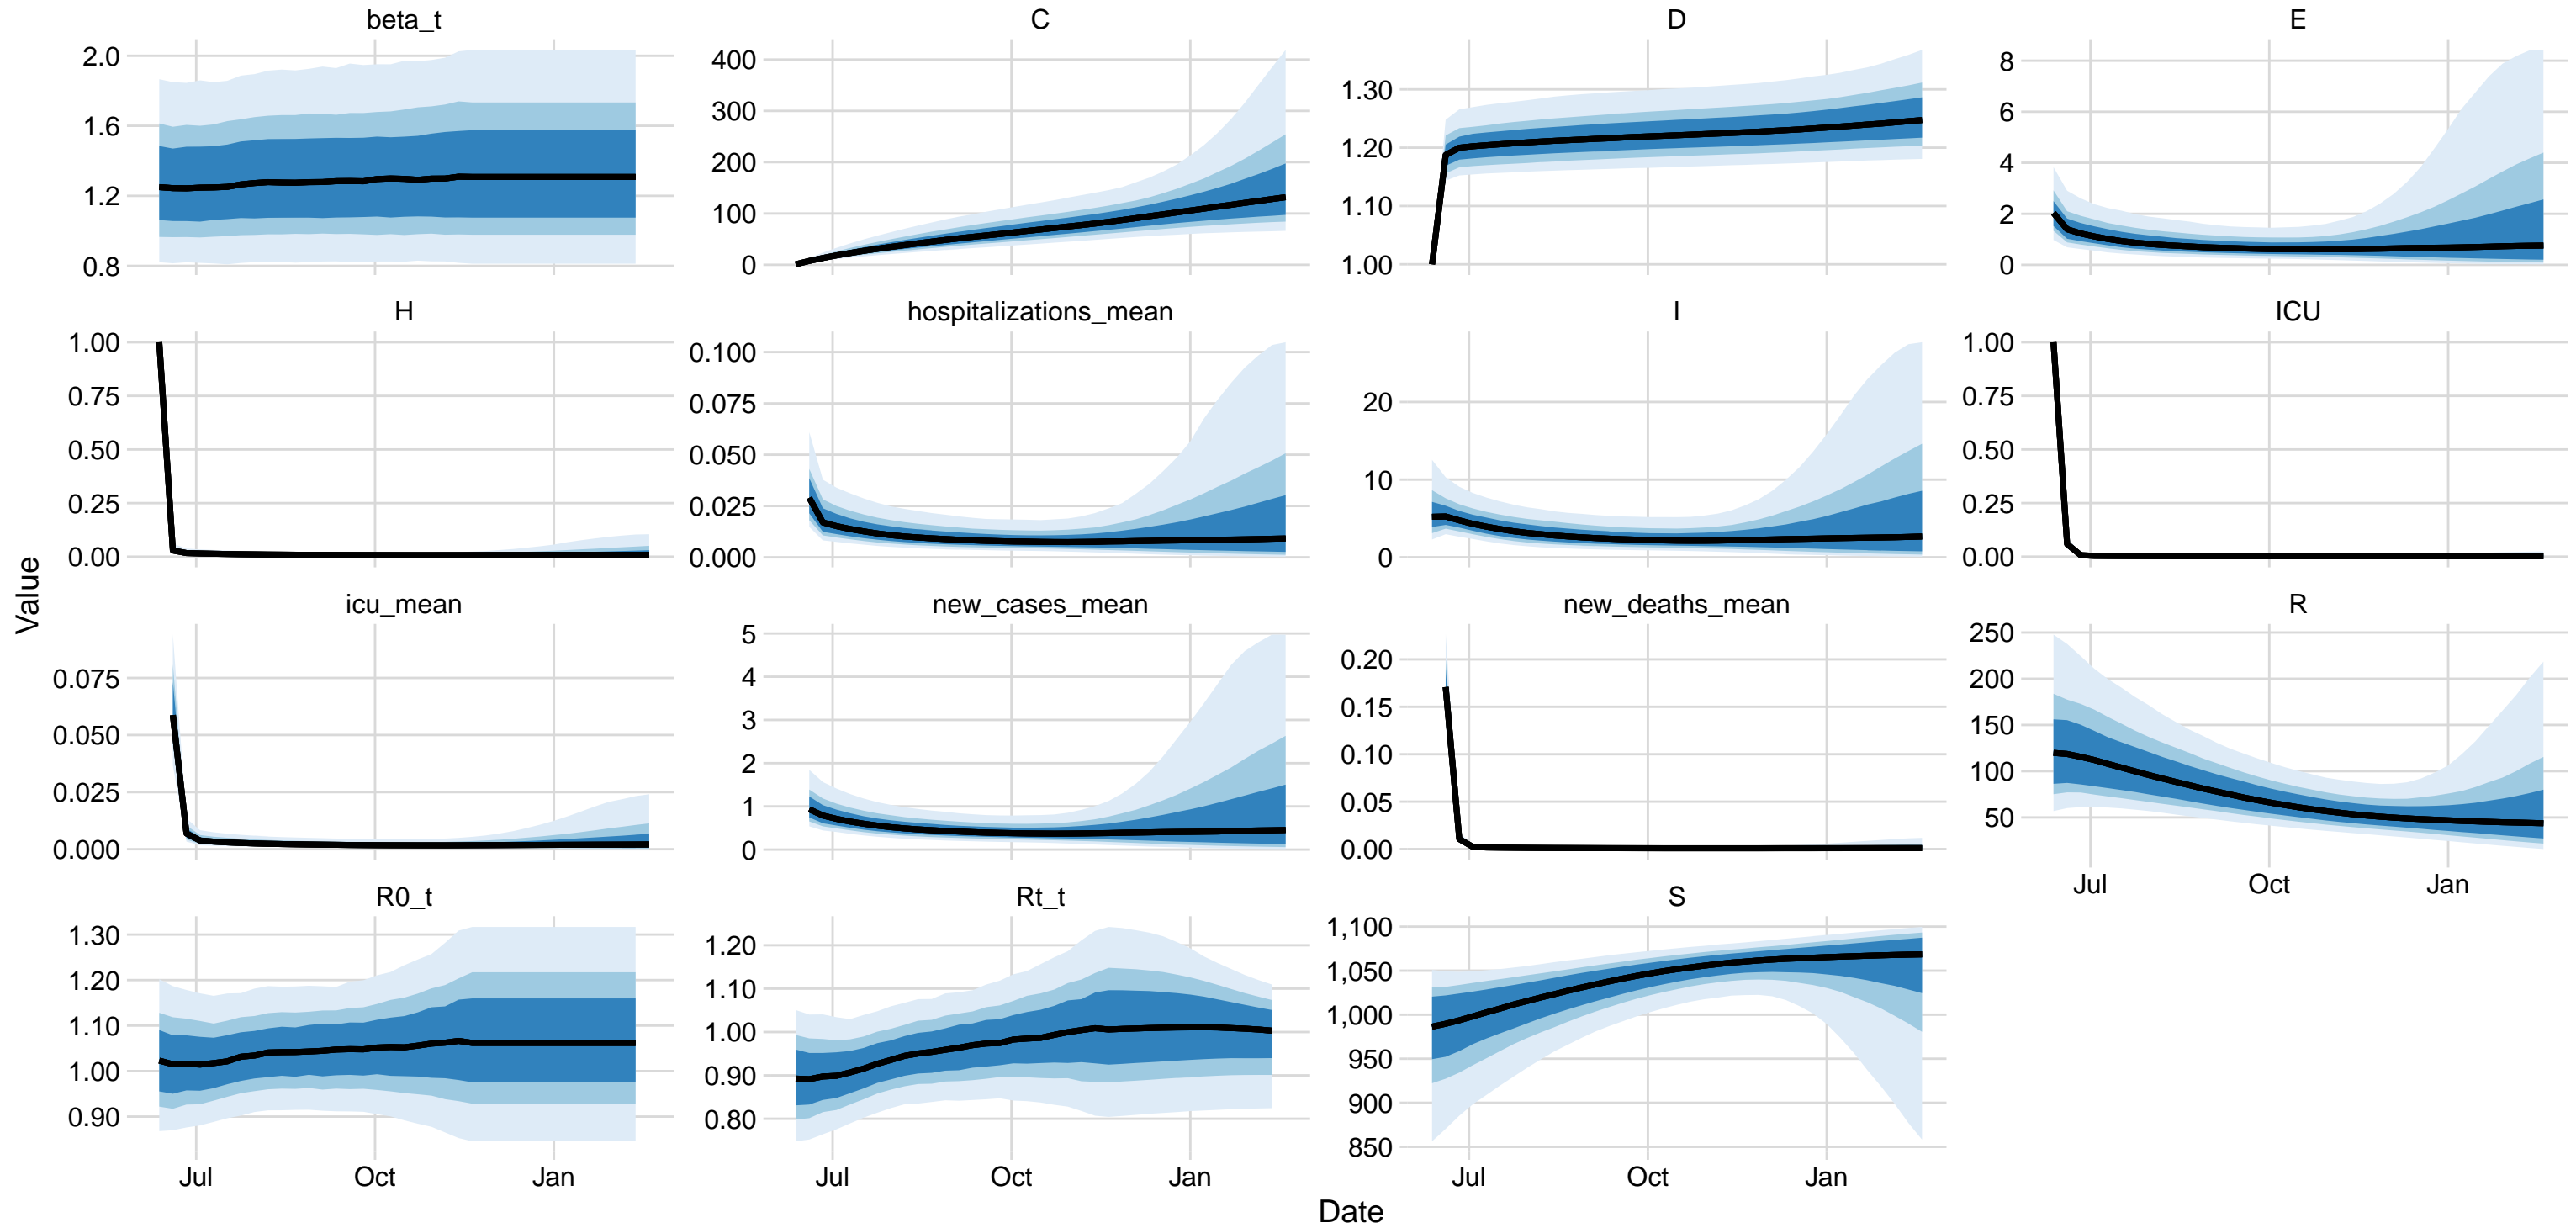 beta_t
C
D
E
2.0
1.6
1.2
0.8
400
300
200
100
0
1.30
1.20
1.10
1.00
8
6
4
2
0
H
hospitalizations_mean
I
ICU
1.00
0.75
0.50
0.25
0.00
0.100
0.075
0.050
0.025
0.000
20
10
0
1.00
0.75
0.50
0.25
0.00
icu_mean
new_cases_mean
new_deaths_mean
R
0.075
0.050
0.025
0.000
5
4
3
2
1
0
0.20
0.15
0.10
0.05
0.00
250
200
150
100
50
Jul
Oct
Jan
R0_t
Rt_t
S
1.30
1.20
1.10
1.00
0.90
1.20
1.10
1.00
0.90
0.80
1,100
1,050
1,000
950
900
850
Jul
Oct
Jan
Jul
Oct
Jan
Jul
Oct
Jan
Value
Date